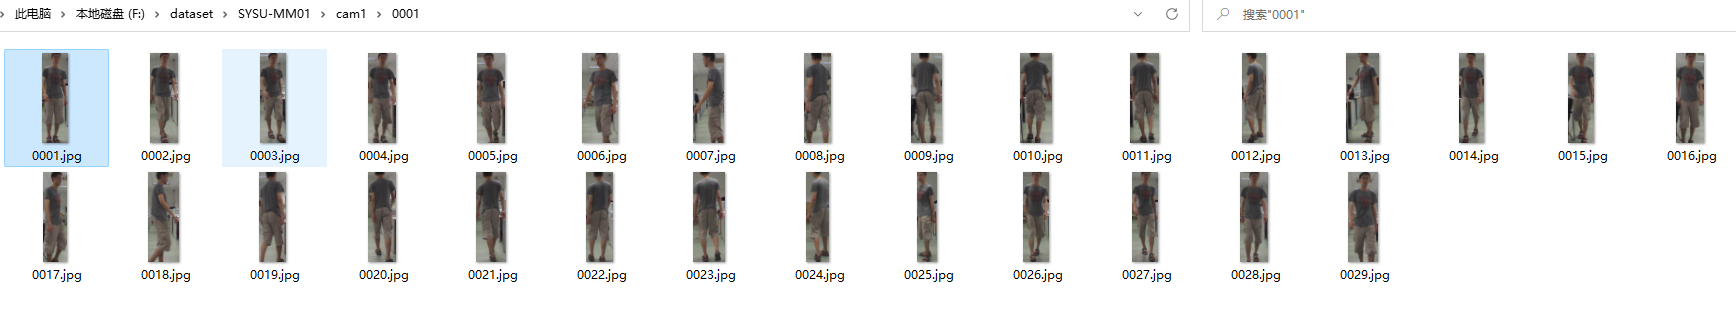 此电脑 > 本地磁盘 (F:) > dataset > SYSU-MM01 > cam1 > 0001 搜索"0001"
0001.jpg 0002.jpg 0003.jpg 0004.jpg 0005.jpg 0006.jpg 0007.jpg 0008.jpg 0009.jpg 0010.jpg 0011.jpg 0012.jpg 0013.jpg 0014.jpg 0015.jpg 0016.jpg
0017.jpg 0018.jpg 0019.jpg 0020.jpg 0021.jpg 0022.jpg 0023.jpg 0024.jpg 0025.jpg 0026.jpg 0027.jpg 0028.jpg 0029.jpg